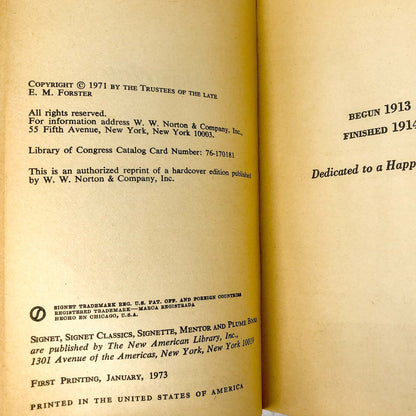 COPYRIGHT © 1971 BY THE TRUSTEES OF THE LATE
E. M. FORSTER
All rights reserved.
For information address W. W. Norton & Company, Inc.,
55 Fifth Avenue, New York, New York 10003.
Library of Congress Catalog Card Number: 76-170181
This is an authorized reprint of a hardcover edition published
by W. W. Norton & Company, Inc.
SIGNET TRADEMARK REG. U.S. PAT. OFF. AND FOREIGN COUNTRIES
REGISTERED TRADEMARK—MARCA REGISTRADA
HECHO EN CHICAGO, U.S.A.
SIGNET, SIGNET CLASSICS, SIGNETTE, MENTOR AND PLUME BOOKS
are published by The New American Library, Inc.,
1301 Avenue of the Americas, New York, New York 10019
FIRST PRINTING, JANUARY, 1973
PRINTED IN THE UNITED STATES OF AMERICA
BEGUN 1913
FINISHED 1914
Dedicated to a Happ